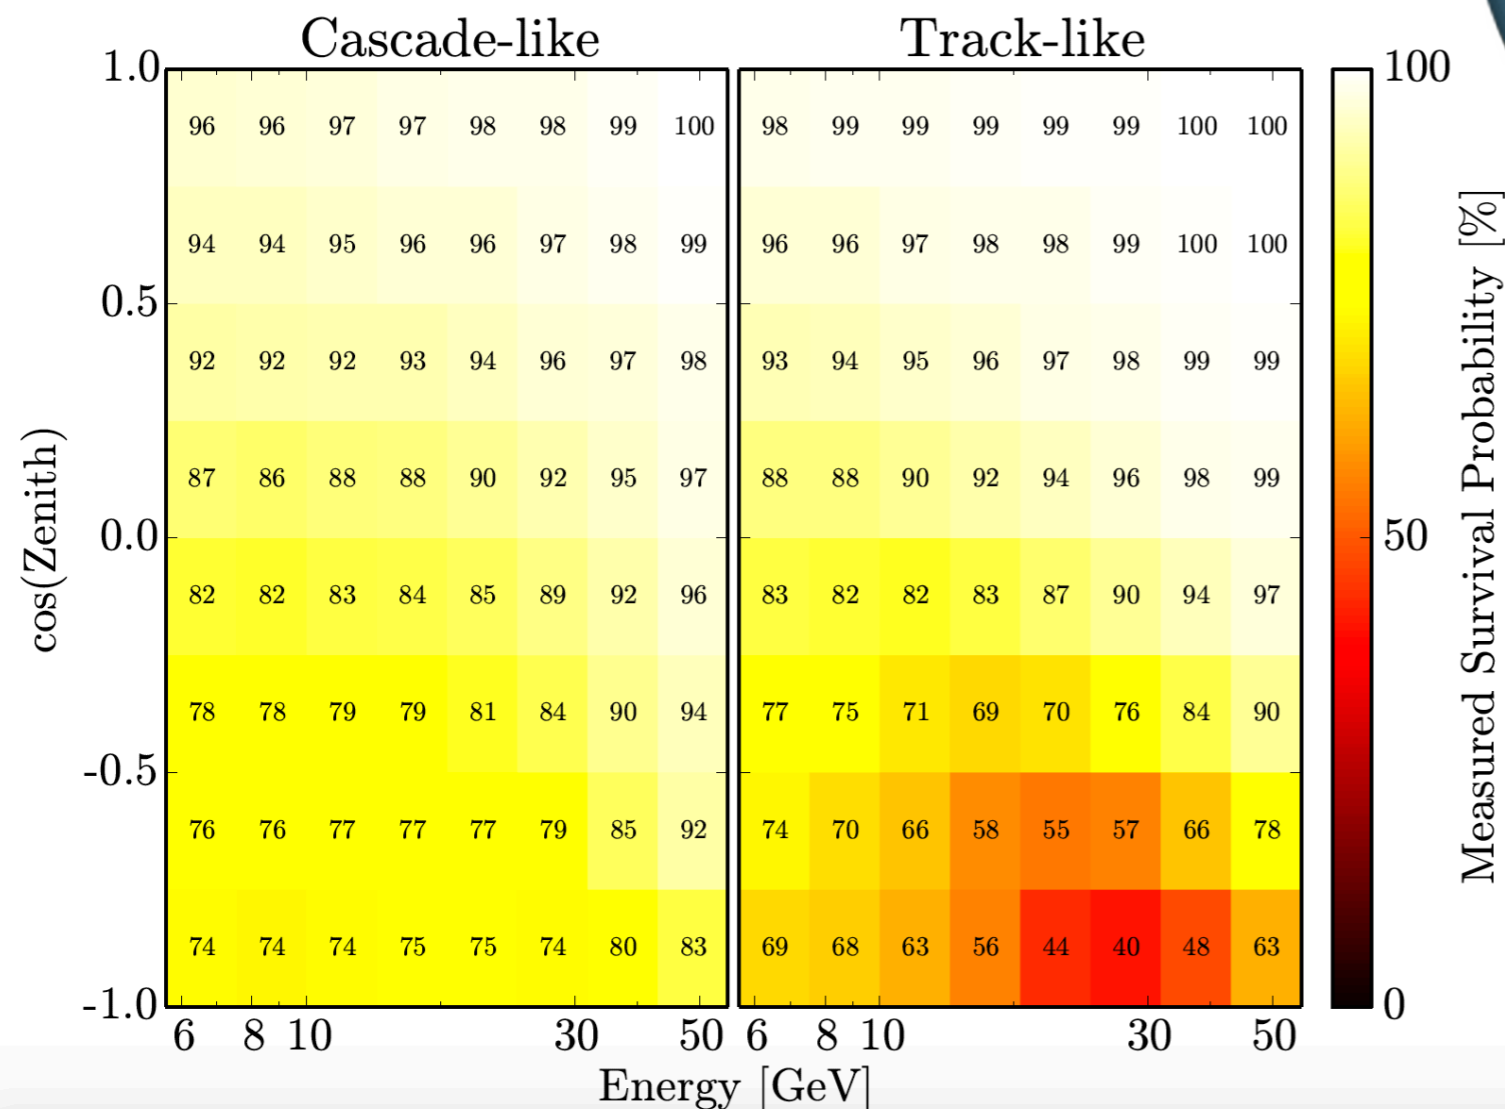 Cascade-like Track-like
1.0 100
96 96 97 97 98 98 99 100 98 99 99 99 99 99 100 100
94 94 95 96 96 97 98 99 96 96 97 98 98 99 100 100
0.5
92 92 92 93 94 96 97 98 93 94 95 96 97 98 99 99
87 86 88 88 90 92 95 97 88 88 90 92 94 96 98 99
cos(Zenith)
0.0 50
Measured Survival Probability [%]
82 82 83 84 85 89 92 96 83 82 82 83 87 90 94 97
78 78 79 79 81 84 90 94 77 75 71 69 70 76 84 90
-0.5
76 76 77 77 77 79 85 92 74 70 66 58 55 57 66 78
74 74 74 75 75 74 80 83 69 68 63 56 44 40 48 63
-1.0 0
6 8 10 30 50 6 8 10 30 50
Energy [GeV]